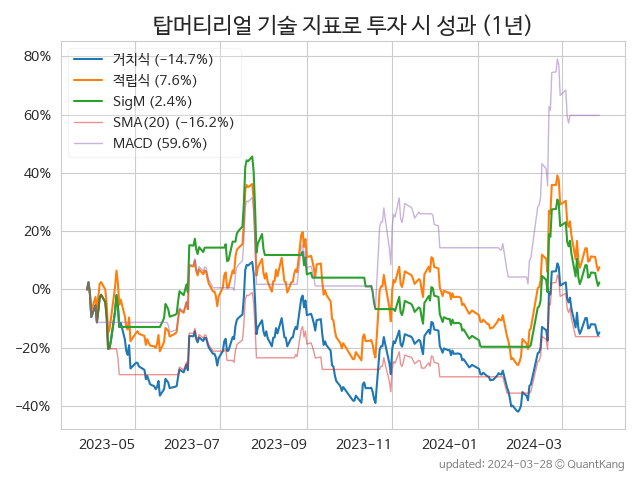 탑머티리얼 기술 지표로 투자 시 성과 (1년)
80%
60%
40%
20%
0%
−20%
−40%
거치식 (−14.7%)
적립식 (7.6%)
SigM (2.4%)
SMA(20) (−16.2%)
MACD (59.6%)
2023-05
2023-07
2023-09
2023-11
2024-01
2024-03
updated: 2024-03-28 © QuantKang